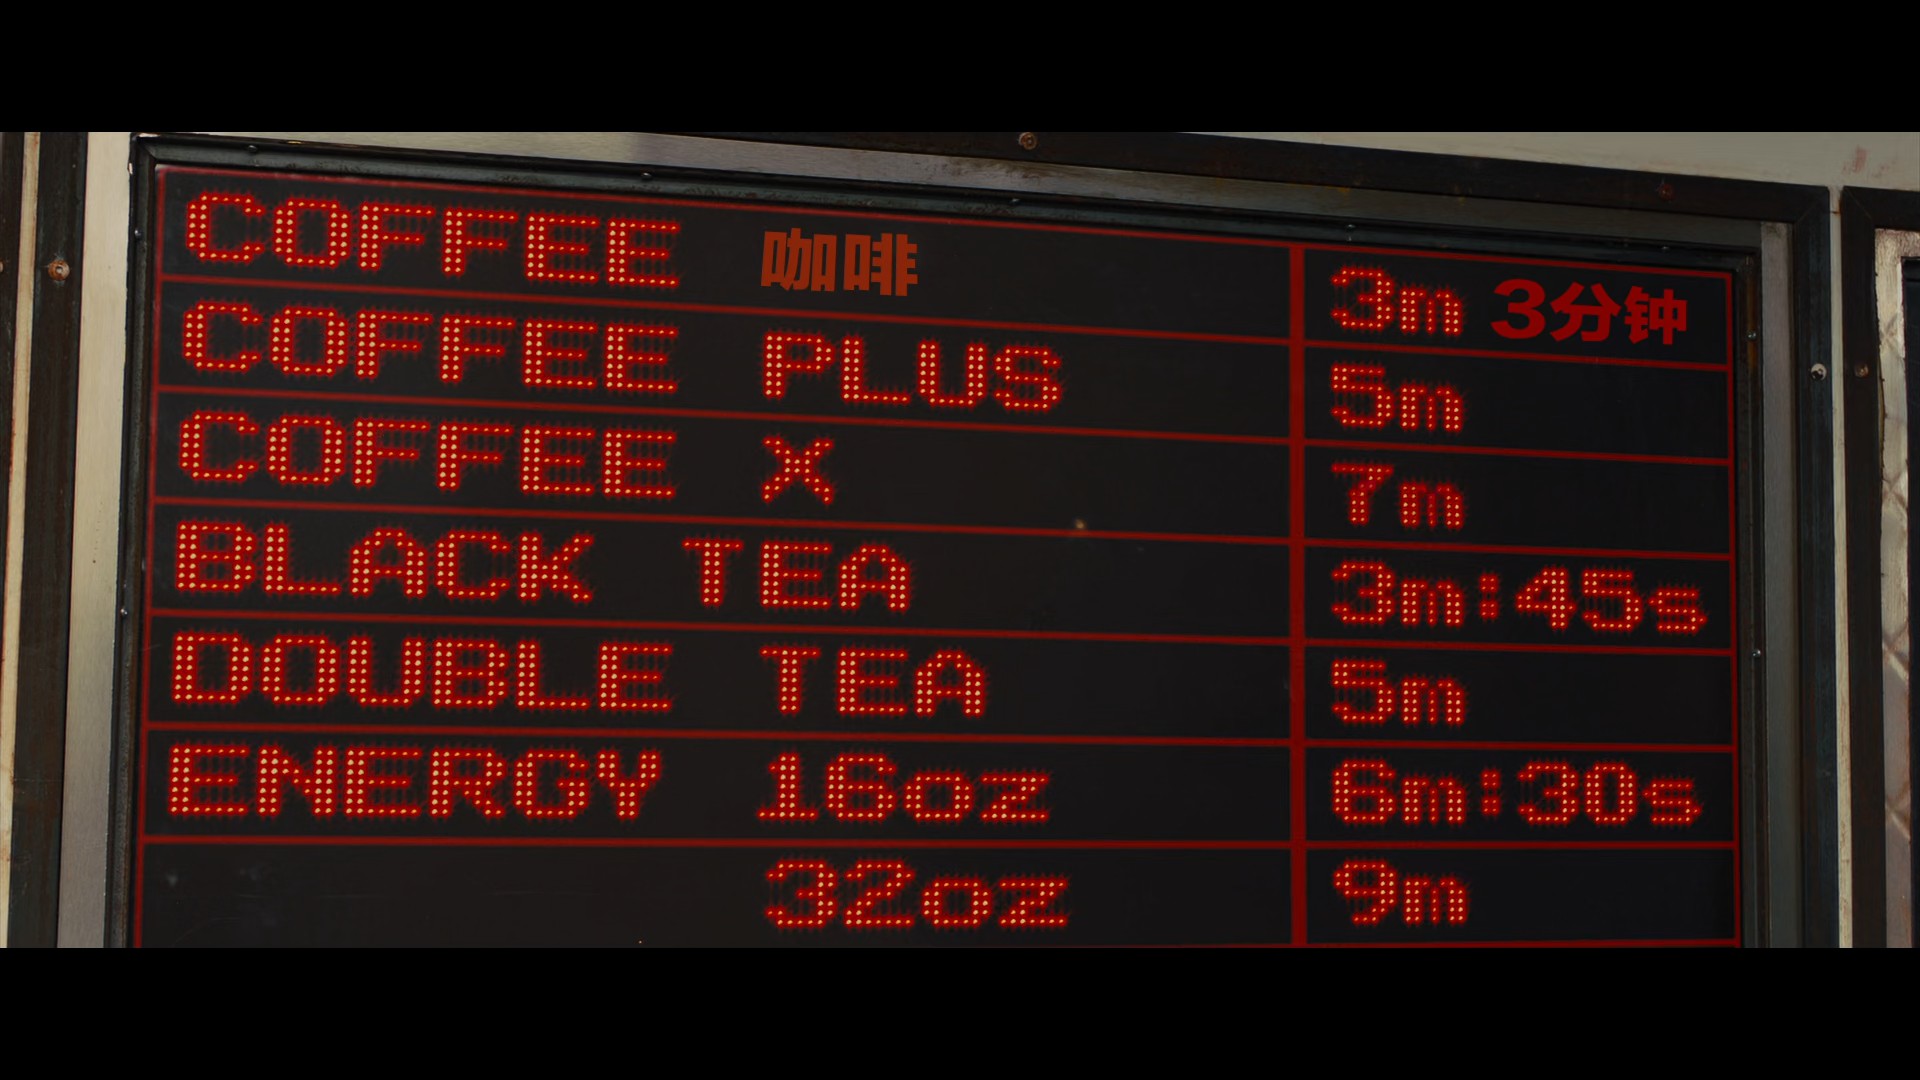 COFFEE 咖啡 3m 3分钟
COFFEE PLUS 5m
COFFEE X 7m
BLACK TEA 3m:45s
DOUBLE TEA 5m
ENERGY 16oz 6m:30s
32oz 9m